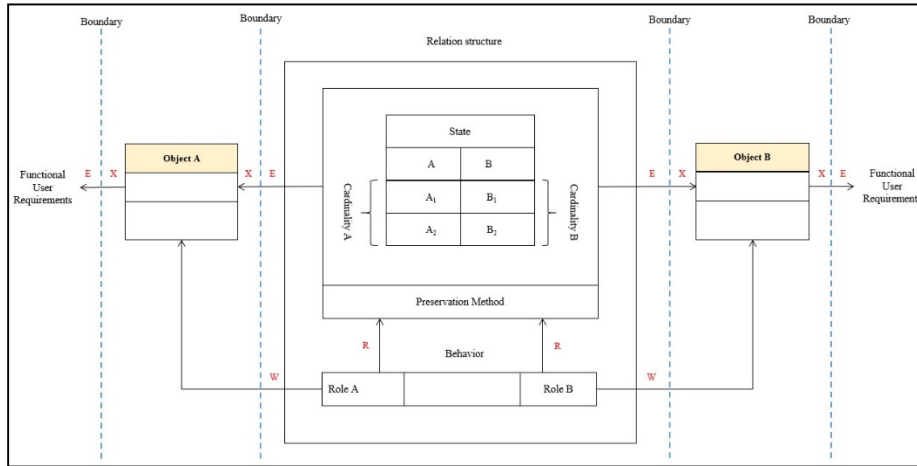 Boundary
Boundary
Boundary
Boundary
Relation structure
State
A
B
A1
B1
A2
B2
Cardinality A
Cardinality B
Preservation Method
Object A
Object B
Functional
User
Requirements
E
X
X
E
E
X
X
E
Functional
User
Requirements
R
Behavior
R
W
Role A
Role B
W